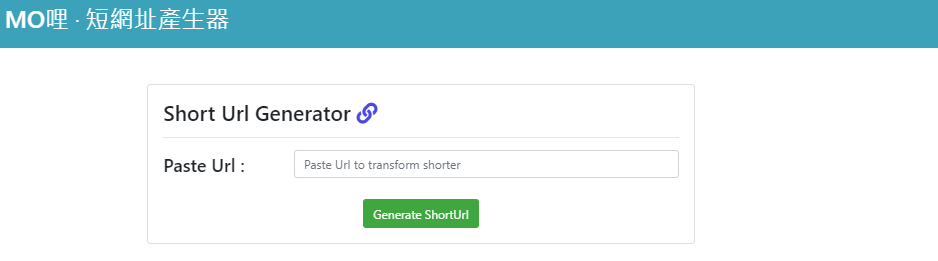 MO哩 · 短網址產生器
Short Url Generator
Paste Url :
Paste Url to transform shorter
Generate ShortUrl